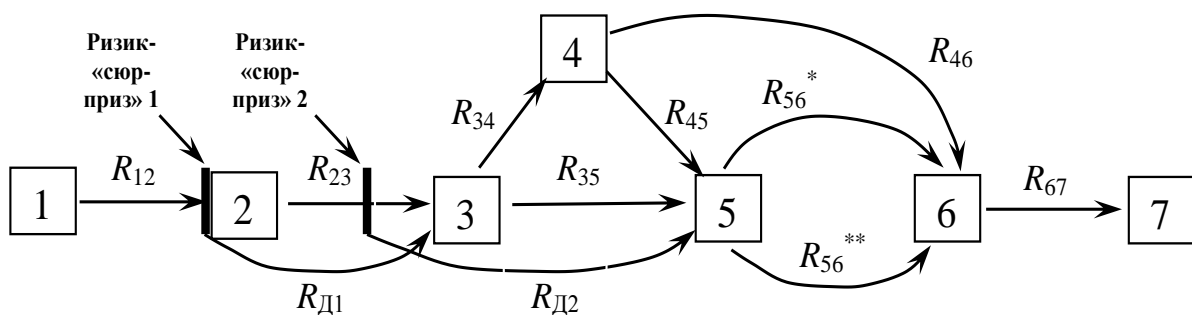 Ризик-
«сюр-
приз» 1
Ризик-
«сюр-
приз» 2
4
R46
R56*
R34
R45
R12
R23
R35
R67
1
2
3
5
6
7
R56**
RД1
RД2